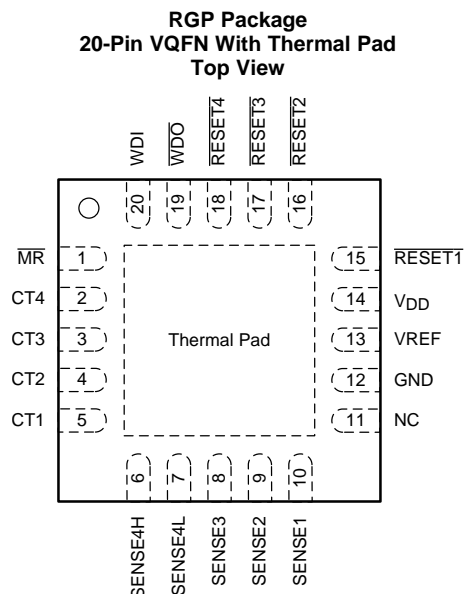 RGP Package
20-Pin VQFN With Thermal Pad
Top View
WDI
WDO
RESET4
RESET3
RESET2
20
19
18
17
16
MR 1
CT4 2
CT3 3
CT2 4
CT1 5
Thermal Pad
15 RESET1
14 VDD
13 VREF
12 GND
11 NC
6
7
8
9
10
SENSE4H
SENSE4L
SENSE3
SENSE2
SENSE1